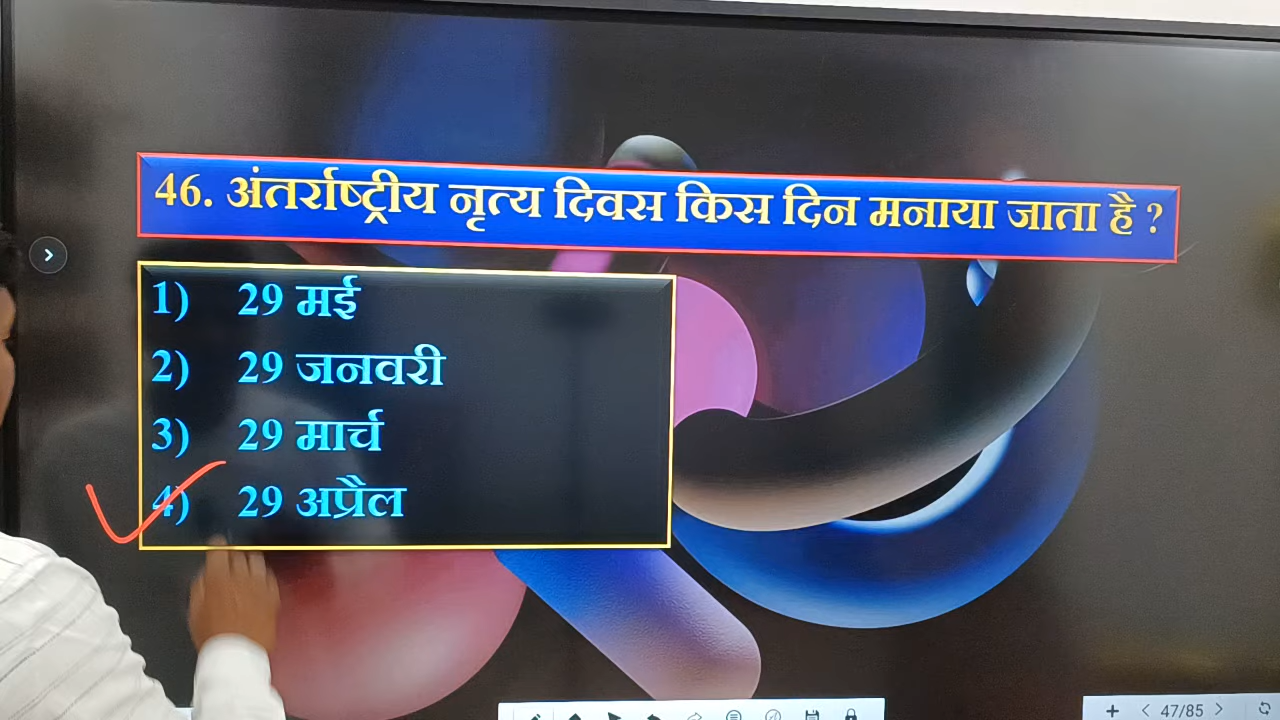 46. अंतर्राष्ट्रीय नृत्य दिवस किस दिन मनाया जाता है ?
1) 29 मई
2) 29 जनवरी
3) 29 मार्च
4) 29 अप्रैल
47/85